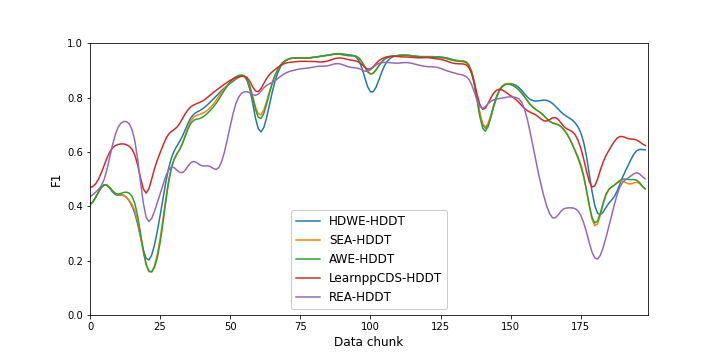 F1
1.0
0.8
0.6
0.4
0.2
0.0
HDWE-HDDT
SEA-HDDT
AWE-HDDT
LearnppCDS-HDDT
REA-HDDT
0 25 50 75 100 125 150 175
Data chunk